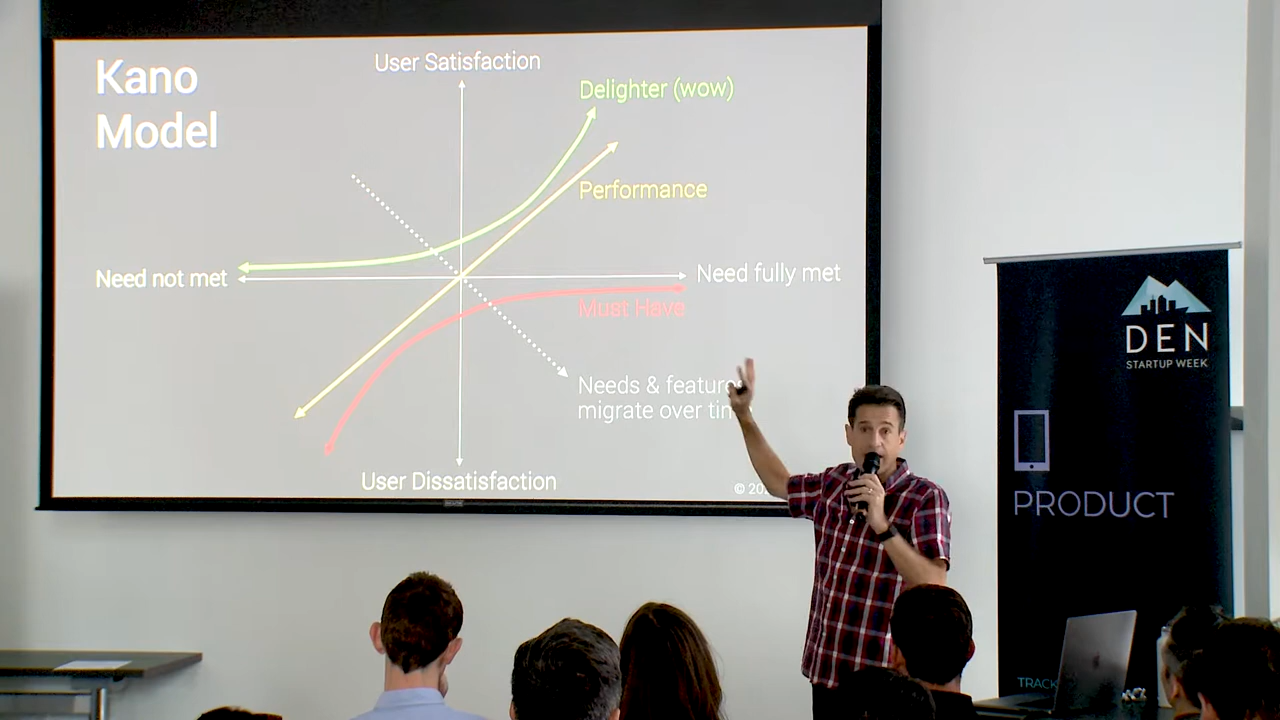 Kano
Model
User Satisfaction
Delighter (wow)
Performance
Need not met
Need fully met
Must Have
Needs & features
migrate over
User Dissatisfaction
©
DEN
STARTUP WEEK
PRODUCT
TRACK